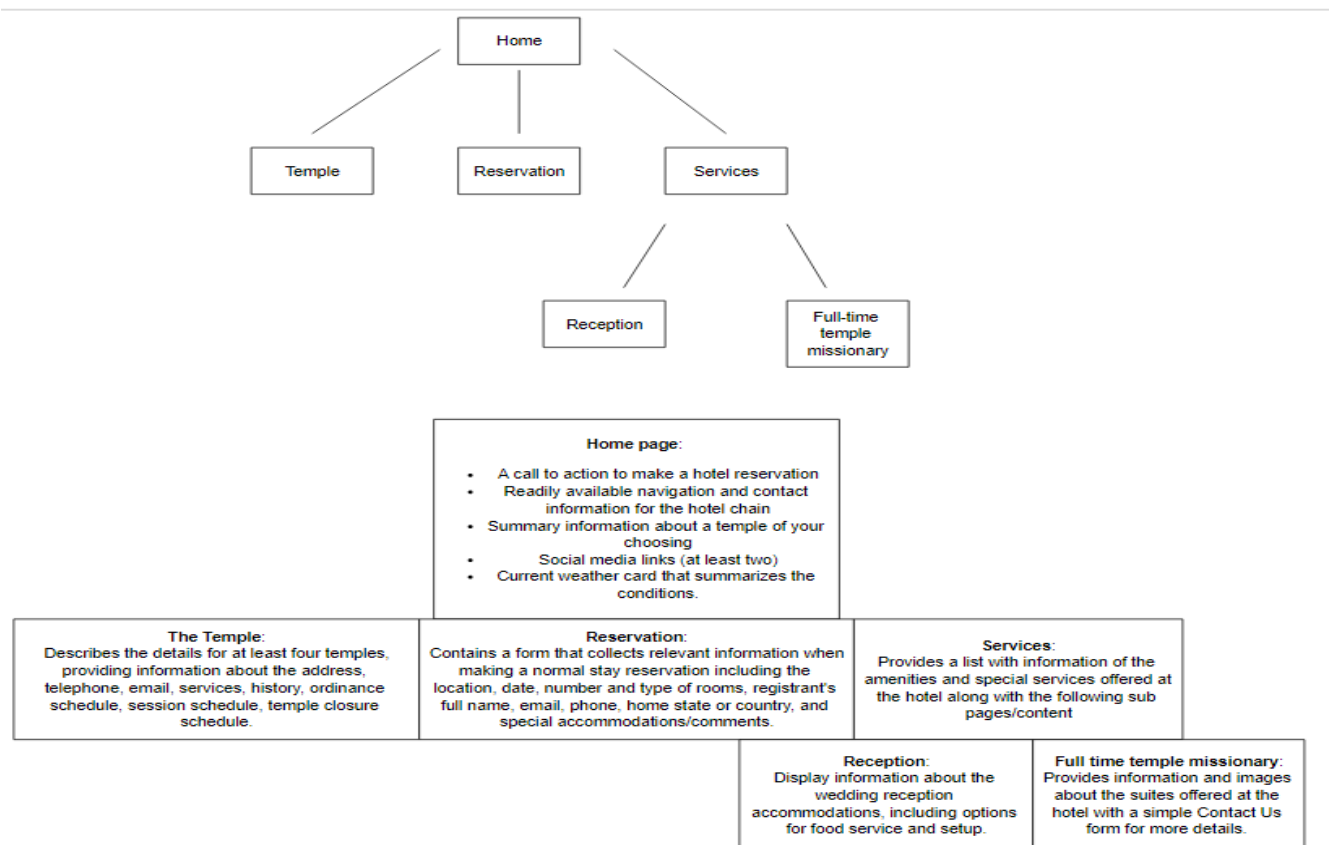 Home
Temple
Reservation
Services
Reception
Full-time
temple
missionary
Home page:
• A call to action to make a hotel reservation
• Readily available navigation and contact
information for the hotel chain
• Summary information about a temple of your
choosing
• Social media links (at least two)
• Current weather card that summarizes the
conditions.
The Temple:
Describes the details for at least four temples,
providing information about the address,
telephone, email, services, history, ordinance
schedule, session schedule, temple closure
schedule.
Reservation:
Contains a form that collects relevant information when
making a normal stay reservation including the
location, date, number and type of rooms, registrant's
full name, email, phone, home state or country, and
special accommodations/comments.
Services:
Provides a list with information of the
amenities and special services offered at
the hotel along with the following sub
pages/content
Reception:
Display information about the
wedding reception
accommodations, including options
for food service and setup.
Full time temple missionary:
Provides information and images
about the suites offered at the
hotel with a simple Contact Us
form for more details.